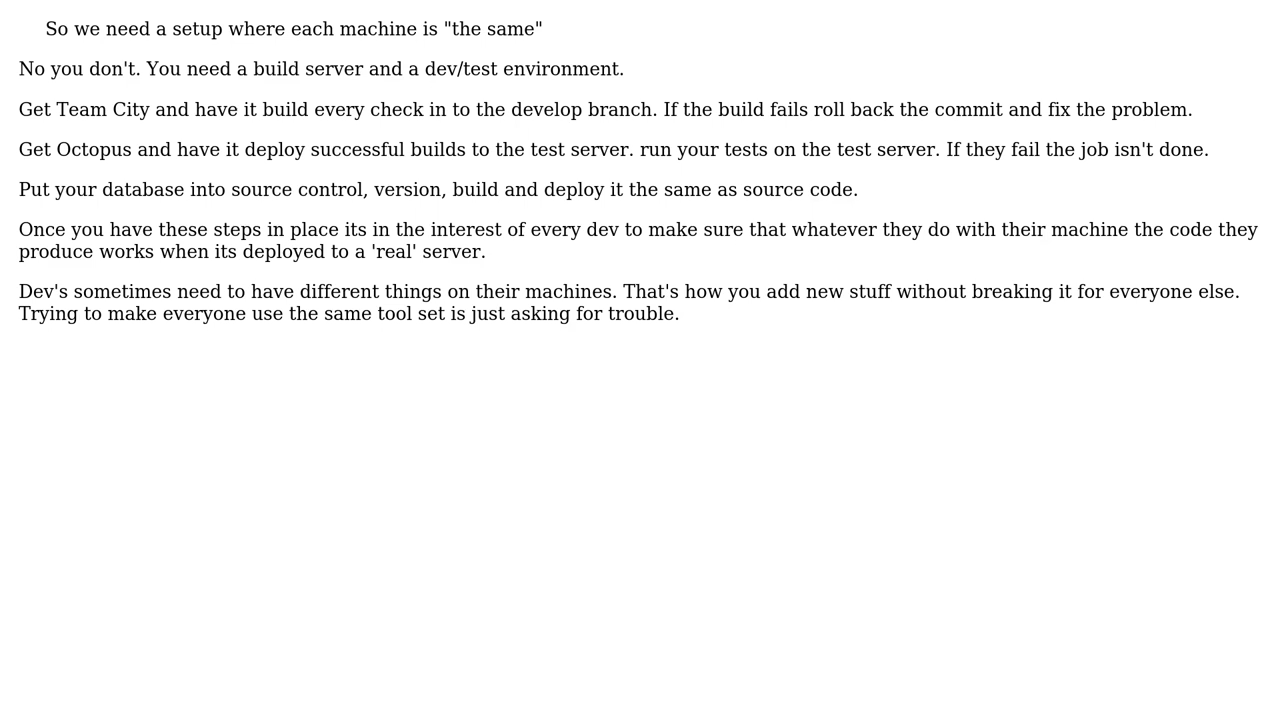 So we need a setup where each machine is "the same"
No you don't. You need a build server and a dev/test environment.
Get Team City and have it build every check in to the develop branch. If the build fails roll back the commit and fix the problem.
Get Octopus and have it deploy successful builds to the test server. run your tests on the test server. If they fail the job isn't done.
Put your database into source control, version, build and deploy it the same as source code.
Once you have these steps in place its in the interest of every dev to make sure that whatever they do with their machine the code they
produce works when its deployed to a 'real' server.
Dev's sometimes need to have different things on their machines. That's how you add new stuff without breaking it for everyone else.
Trying to make everyone use the same tool set is just asking for trouble.